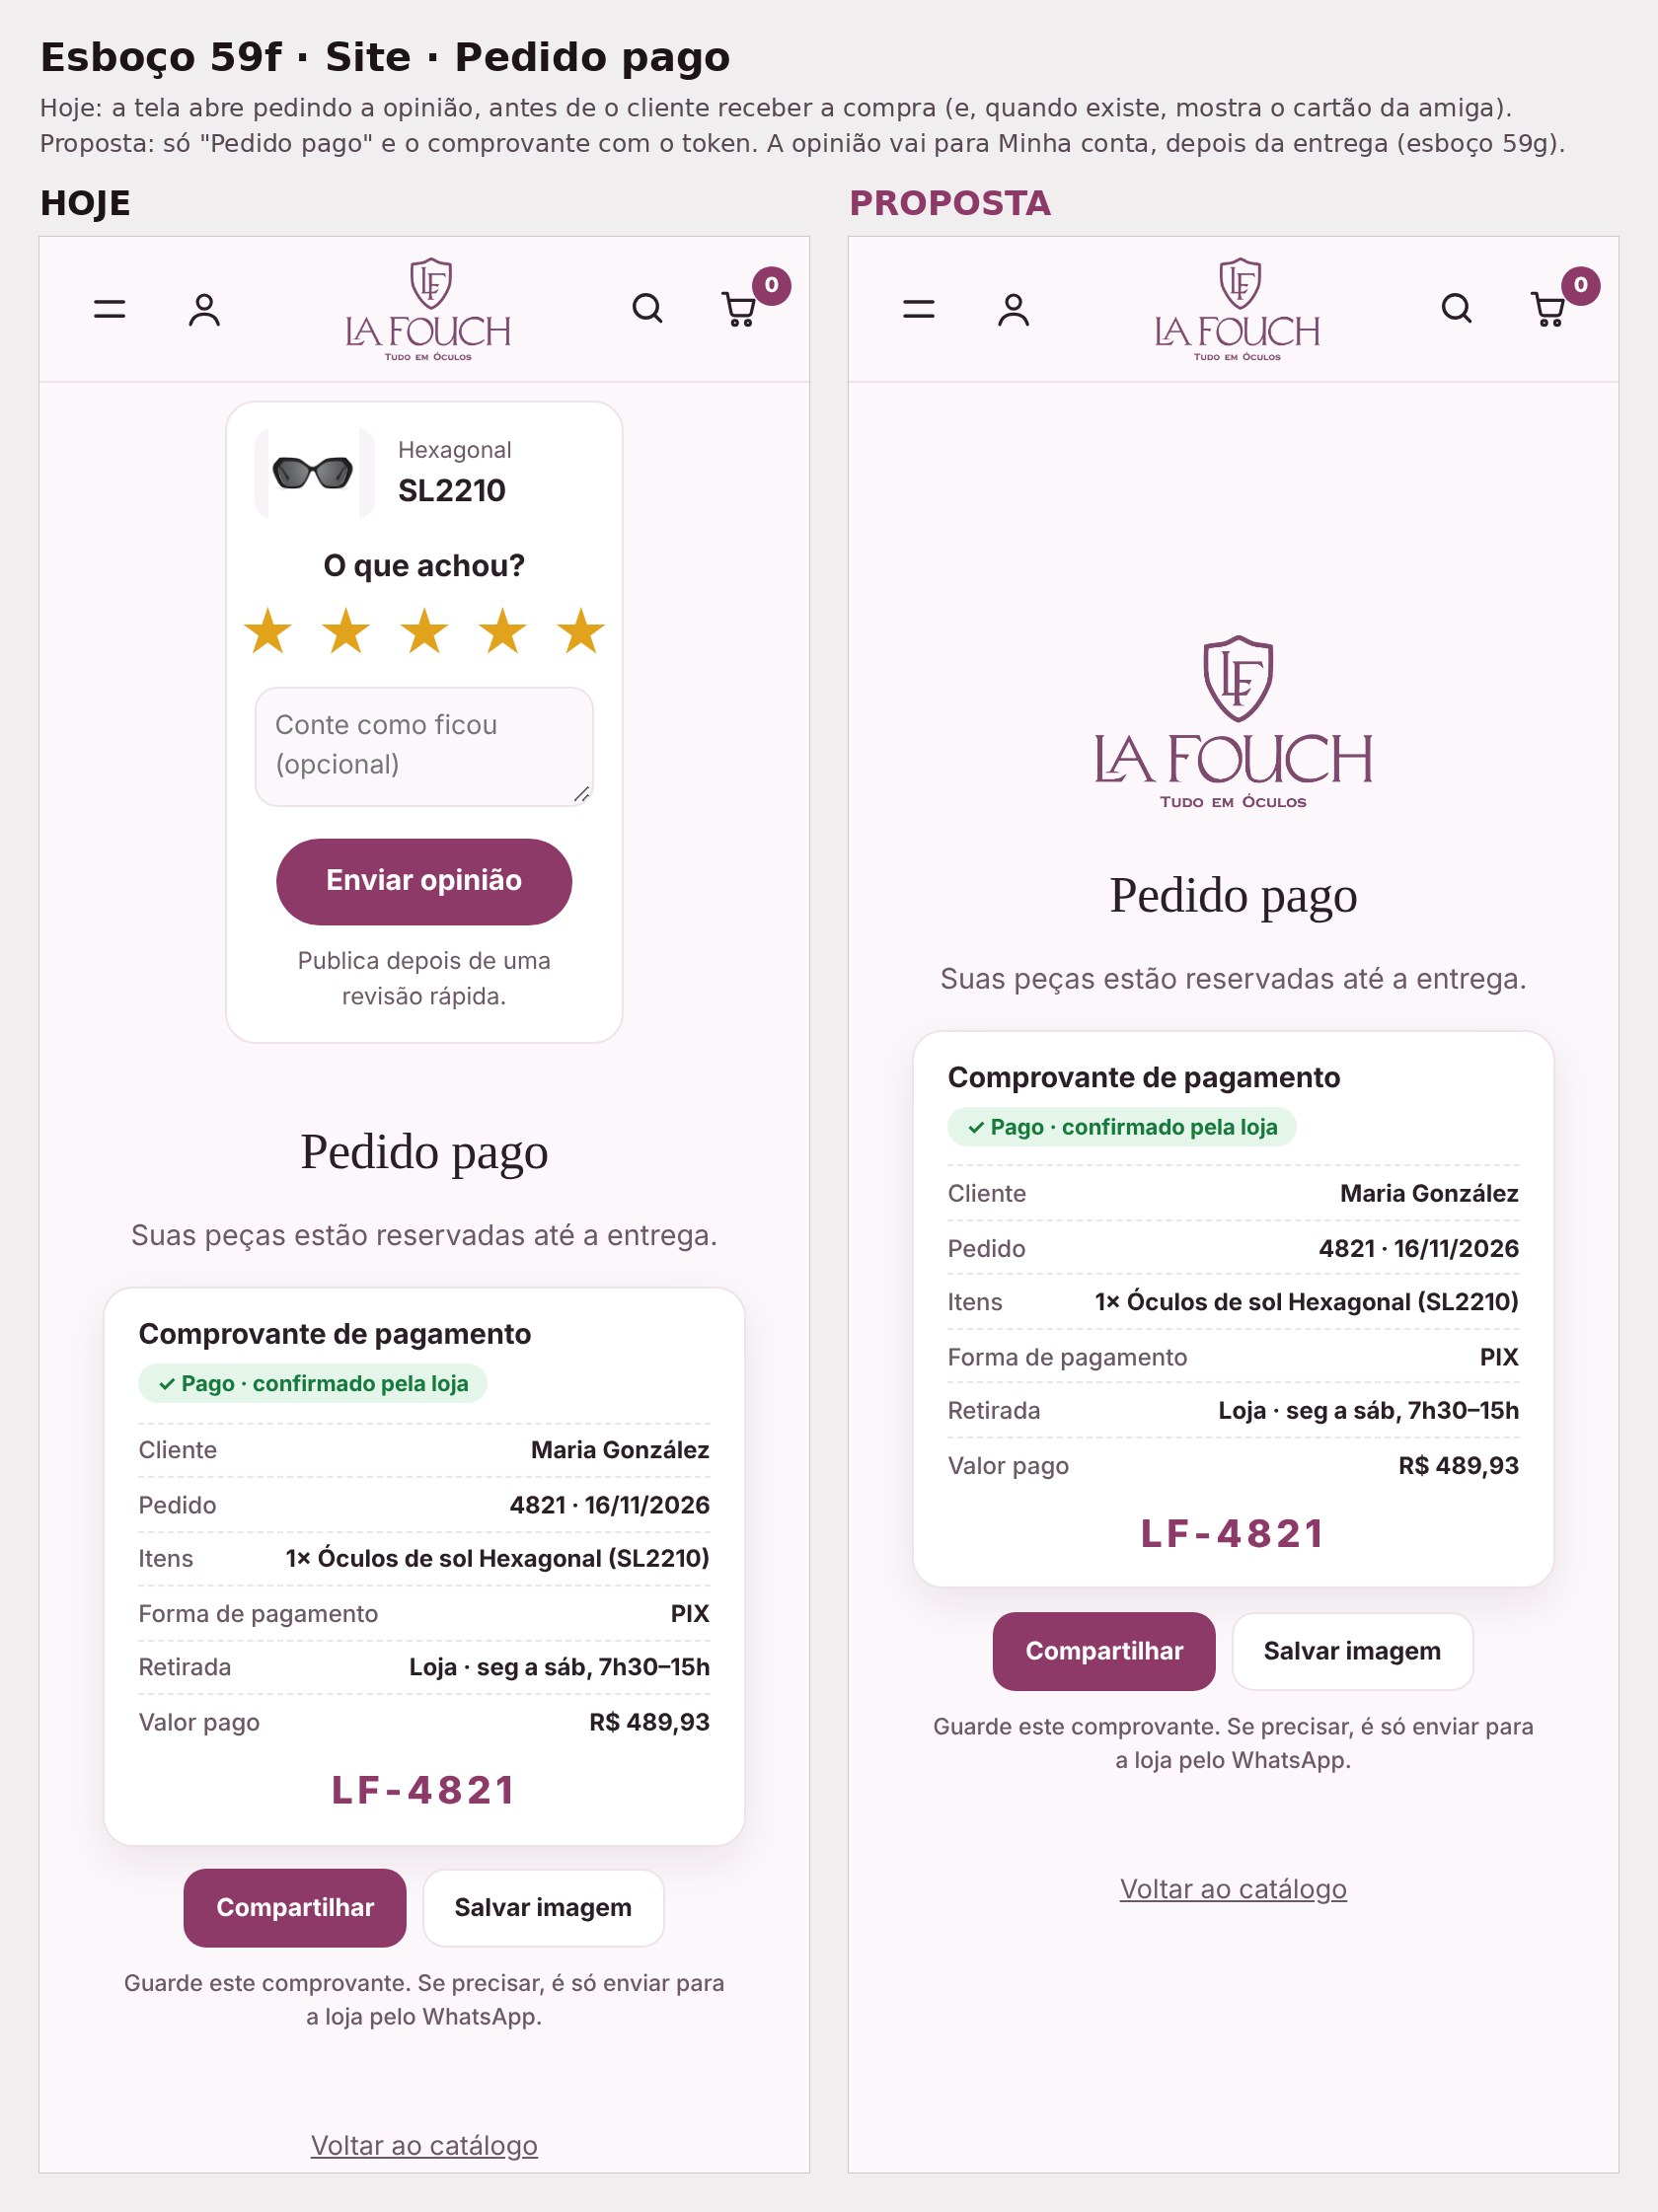 Esboço 59f · Site · Pedido pago
Hoje: a tela abre pedindo a opinião, antes de o cliente receber a compra (e, quando existe, mostra o cartão da amiga).
Proposta: só "Pedido pago" e o comprovante com o token. A opinião vai para Minha conta, depois da entrega (esboço 59g).
HOJE
LF
LA FOUCH
Tudo em Óculos
0
Hexagonal
SL2210
O que achou?
★ ★ ★ ★ ★
Conte como ficou
(opcional)
Enviar opinião
Publica depois de uma
revisão rápida.
Pedido pago
Suas peças estão reservadas até a entrega.
Comprovante de pagamento
✓ Pago · confirmado pela loja
Cliente Maria González
Pedido 4821 · 16/11/2026
Itens 1× Óculos de sol Hexagonal (SL2210)
Forma de pagamento PIX
Retirada Loja · seg a sáb, 7h30–15h
Valor pago R$ 489,93
LF-4821
Compartilhar Salvar imagem
Guarde este comprovante. Se precisar, é só enviar para
a loja pelo WhatsApp.
Voltar ao catálogo
PROPOSTA
LF
LA FOUCH
Tudo em Óculos
0
LF
LA FOUCH
Tudo em Óculos
Pedido pago
Suas peças estão reservadas até a entrega.
Comprovante de pagamento
✓ Pago · confirmado pela loja
Cliente Maria González
Pedido 4821 · 16/11/2026
Itens 1× Óculos de sol Hexagonal (SL2210)
Forma de pagamento PIX
Retirada Loja · seg a sáb, 7h30–15h
Valor pago R$ 489,93
LF-4821
Compartilhar Salvar imagem
Guarde este comprovante. Se precisar, é só enviar para
a loja pelo WhatsApp.
Voltar ao catálogo